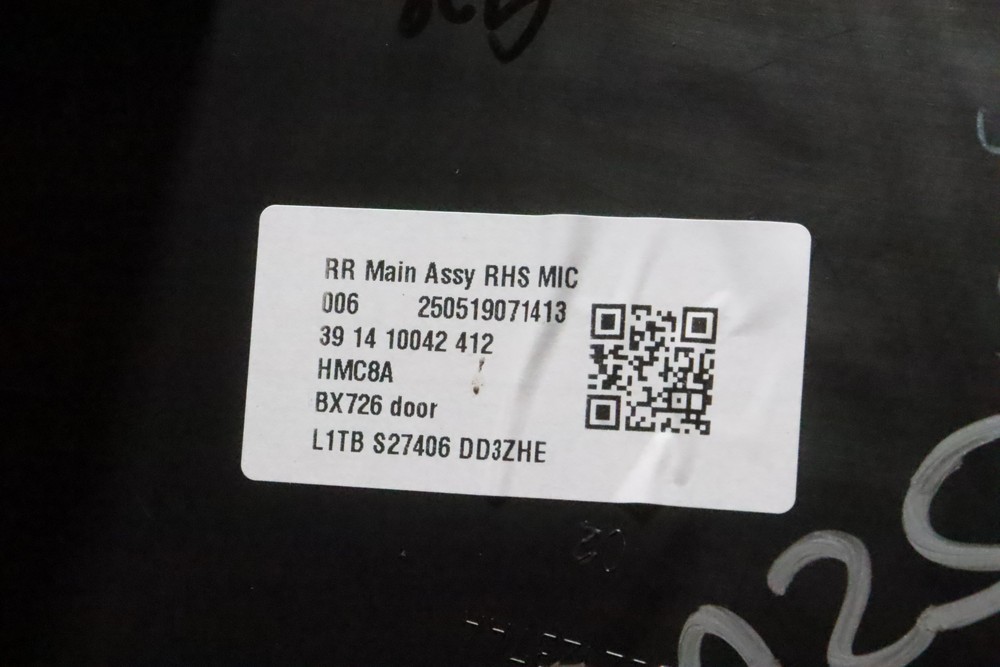 RR Main Assy RHS MIC
006 250519071413
39 14 10042 412
HMC8A
BX726 door
L1TB S27406 DD3ZHE